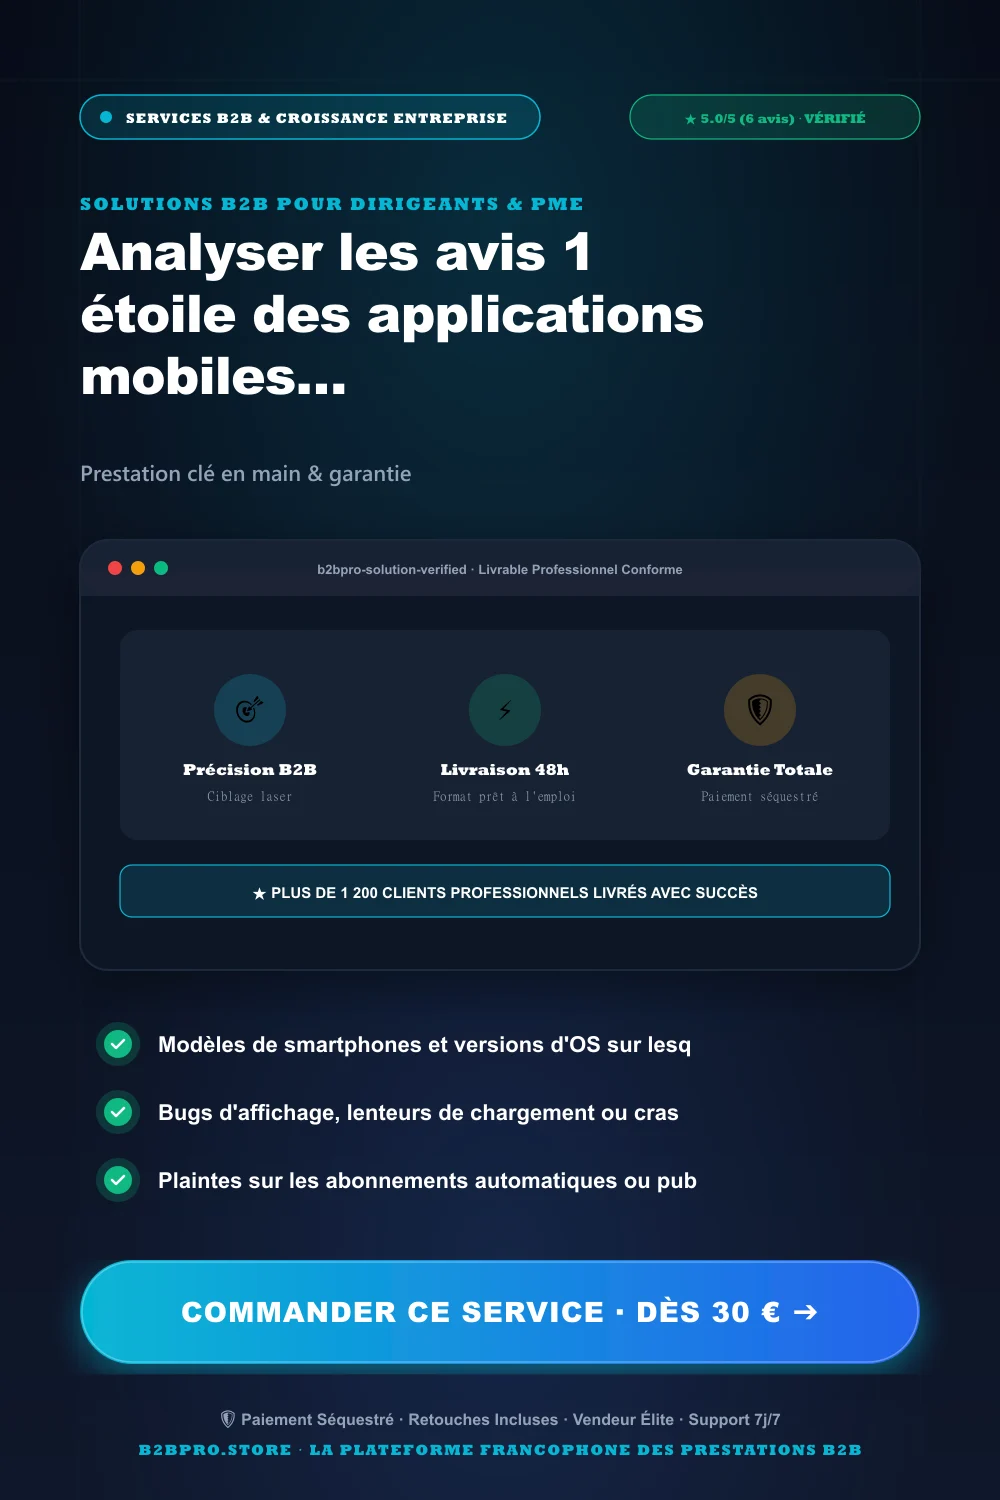 SERVICES B2B & CROISSANCE ENTREPRISE
★ 5.0/5 (6 avis) · VÉRIFIÉ
SOLUTIONS B2B POUR DIRIGEANTS & PME
Analyser les avis 1
étoile des applications
mobiles...
Prestation clé en main & garantie
b2bpro-solution-verified · Livrable Professionnel Conforme
Précision B2B
Livraison 48h
Garantie Totale
Ciblage laser
Format prêt à l'emploi
Paiement séquestré
★ PLUS DE 1 200 CLIENTS PROFESSIONNELS LIVRÉS AVEC SUCCÈS
Modèles de smartphones et versions d'OS sur lesq
Bugs d'affichage, lenteurs de chargement ou cras
Plaintes sur les abonnements automatiques ou pub
COMMANDER CE SERVICE · DÈS 30 € ➔
Paiement Séquestré · Retouches Incluses · Vendeur Élite · Support 7j/7
B2BPRO.STORE · LA PLATEFORME FRANCOPHONE DES PRESTATIONS B2B